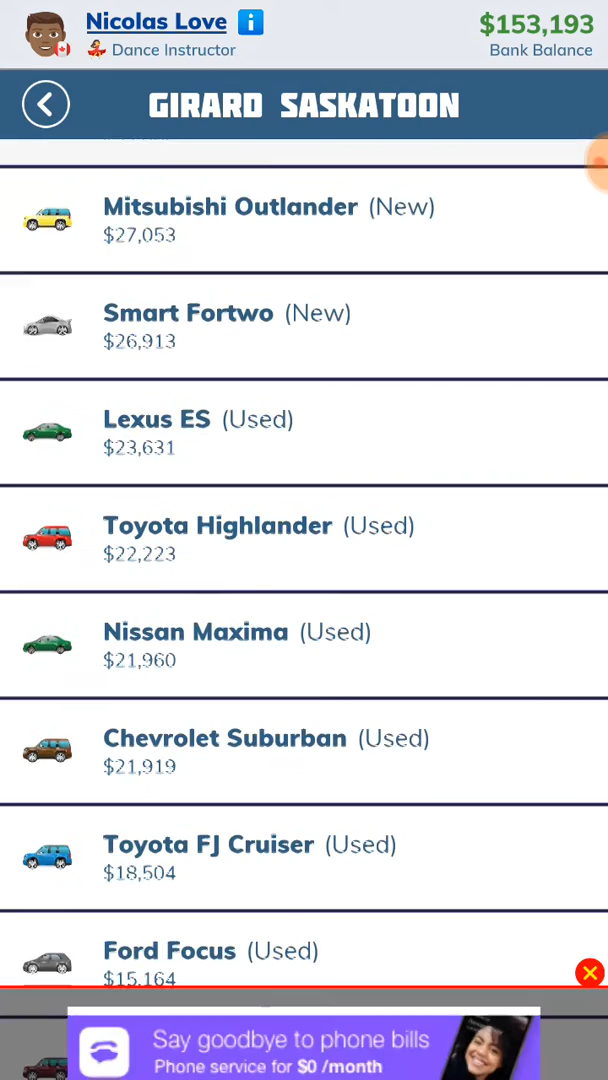 Nicolas Love i
Dance Instructor
$153,193
Bank Balance
GIRARD SASKATOON
Mitsubishi Outlander (New)
$27,053
Smart Fortwo (New)
$26,913
Lexus ES (Used)
$23,631
Toyota Highlander (Used)
$22,223
Nissan Maxima (Used)
$21,960
Chevrolet Suburban (Used)
$21,919
Toyota FJ Cruiser (Used)
$18,504
Ford Focus (Used)
$15,164
Say goodbye to phone bills
Phone service for $0 /month